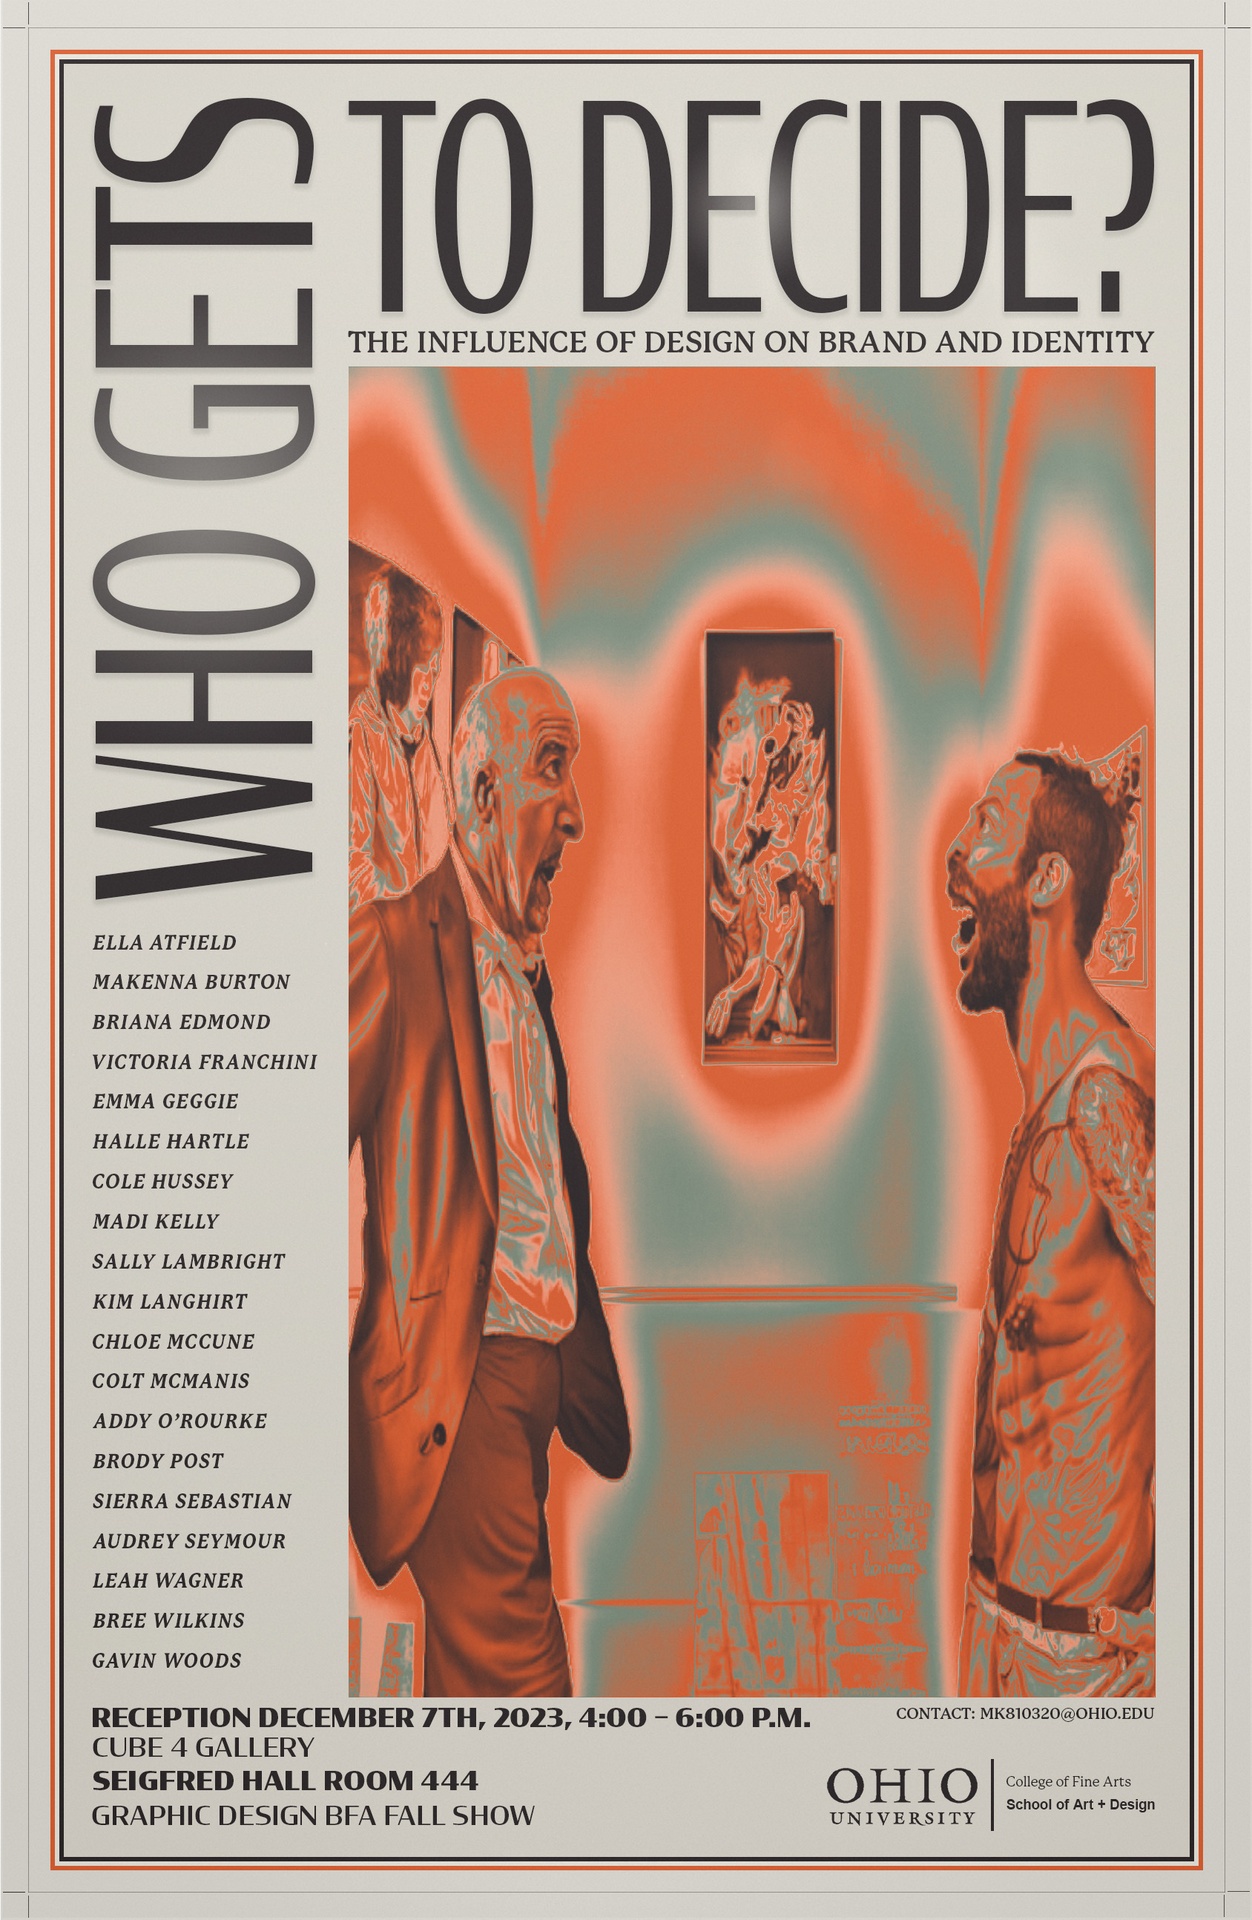 WHO GETS
TO DECIDE?
THE INFLUENCE OF DESIGN ON BRAND AND IDENTITY
ELLA ATFIELD
MAKENNA BURTON
BRIANA EDMOND
VICTORIA FRANCHINI
EMMA GEGGIE
HALLE HARTLE
COLE HUSSEY
MADI KELLY
SALLY LAMBRIGHT
KIM LANGHIRT
CHLOE MCCUNE
COLT MCMANIS
ADDY O’ROURKE
BRODY POST
SIERRA SEBASTIAN
AUDREY SEYMOUR
LEAH WAGNER
BREE WILKINS
GAVIN WOODS
RECEPTION DECEMBER 7TH, 2023, 4:00 – 6:00 P.M.
CUBE 4 GALLERY
SEIGFRED HALL ROOM 444
GRAPHIC DESIGN BFA FALL SHOW
CONTACT: MK810320@OHIO.EDU
OHIO
UNIVERSITY
College of Fine Arts
School of Art + Design